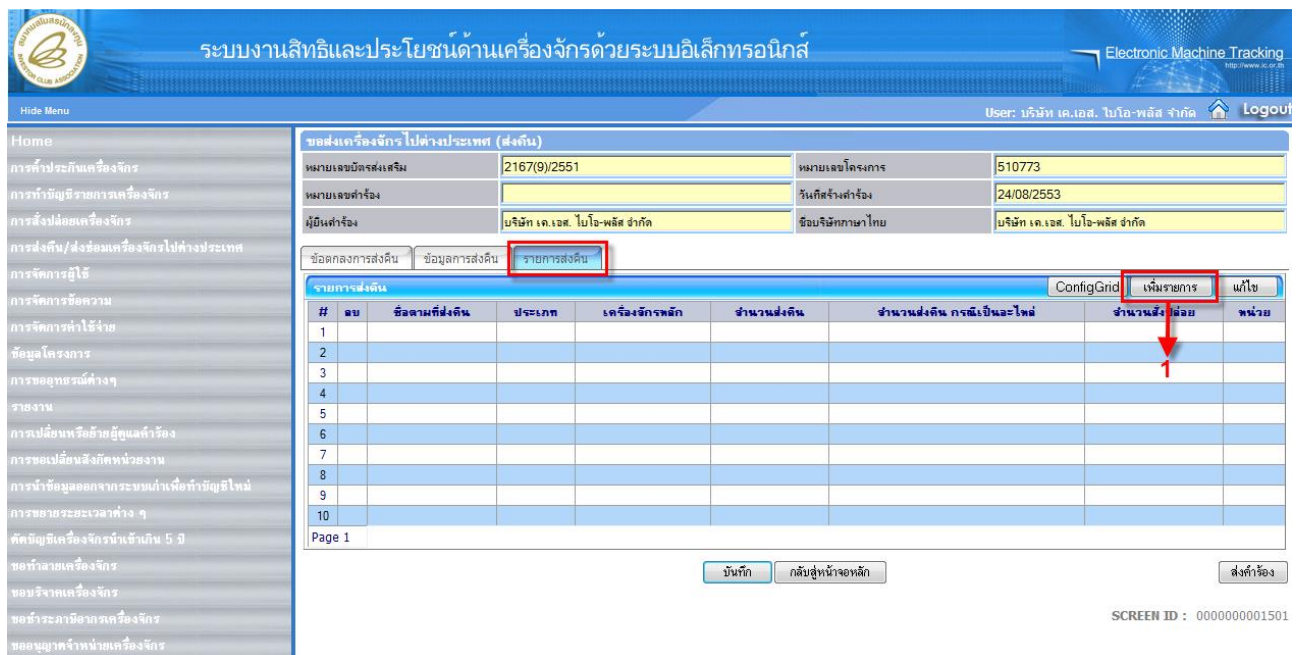 ระบบงานสิทธิและประโยชน์ด้านเครื่องจักรด้วยระบบอิเล็กทรอนิกส์
Electronic Machine Tracking
http://www.ic.or.th
Hide Menu
User: บริษัท เค.เอส. ไบโอ-พลัส จำกัด Logout
Home
การค้ำประกันเครื่องจักร
การทำบัญชีรายการเครื่องจักร
การสั่งปล่อยเครื่องจักร
การส่งคืน/ส่งซ่อมเครื่องจักรไปต่างประเทศ
การจัดการผู้ใช้
การจัดการข้อความ
การจัดการค่าใช้จ่าย
ข้อมูลโครงการ
การขออุทธรณ์ต่างๆ
รายงาน
การเปลี่ยนหรือย้ายผู้ดูแลคำร้อง
การขอเปลี่ยนสังกัดหน่วยงาน
การนำข้อมูลออกจากระบบเก่าเพื่อทำบัญชีใหม่
การขยายระยะเวลาต่าง ๆ
ตัดบัญชีเครื่องจักรนำเข้าเกิน 5 ปี
ขอทำลายเครื่องจักร
ขอบริจาคเครื่องจักร
ขอชำระภาษีอากรเครื่องจักร
ขออนุญาตจำหน่ายเครื่องจักร
ขอส่งเครื่องจักรไปต่างประเทศ (ส่งคืน)
หมายเลขบัตรส่งเสริม 2167(9)/2551 หมายเลขโครงการ 510773
หมายเลขคำร้อง วันที่สร้างคำร้อง 24/08/2553
ผู้ยื่นคำร้อง บริษัท เค.เอส. ไบโอ-พลัส จำกัด ชื่อบริษัทภาษาไทย บริษัท เค.เอส. ไบโอ-พลัส จำกัด
ข้อตกลงการส่งคืน ข้อมูลการส่งคืน รายการส่งคืน
รายการส่งคืน ConfigGrid เพิ่มรายการ แก้ไข
# ลบ ชื่อตามที่ส่งคืน ประเภท เครื่องจักรหลัก จำนวนส่งคืน จำนวนส่งคืน กรณีเป็นอะไหล่ จำนวนสั่งปล่อย หน่วย
1
2
3
1
4
5
6
7
8
9
10
Page 1
บันทึก กลับสู่หน้าจอหลัก ส่งคำร้อง
SCREEN ID : 0000000001501